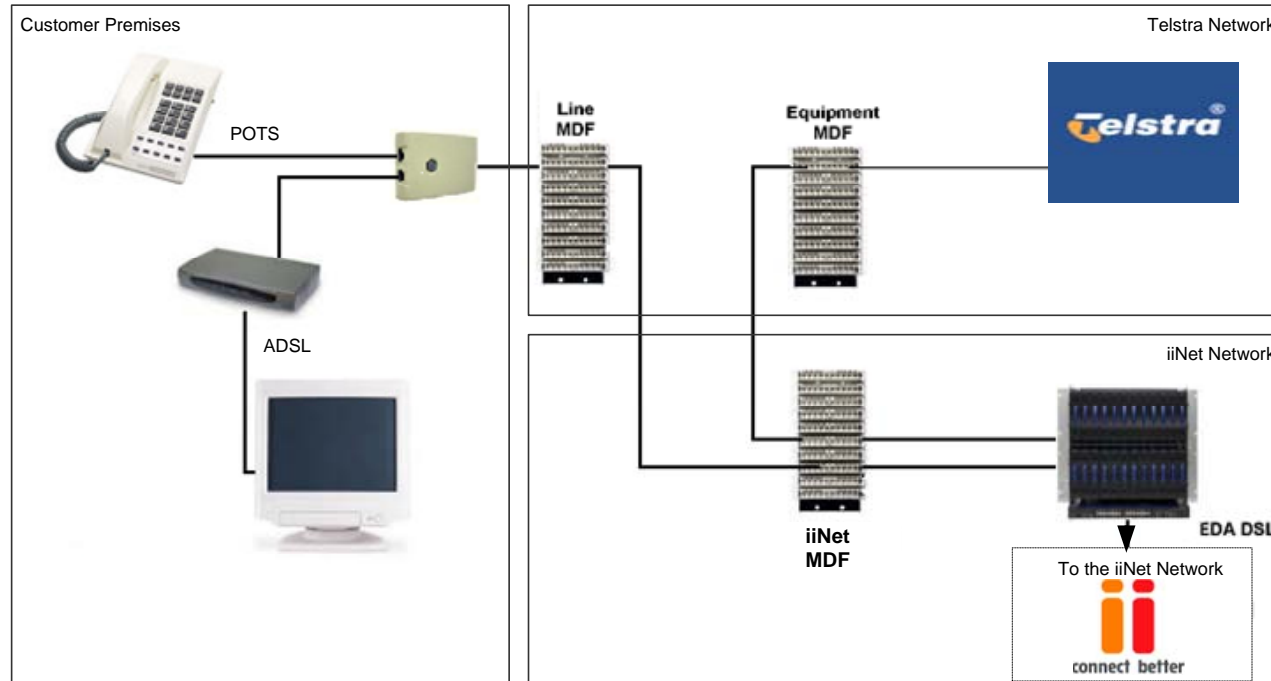 Customer Premises
Telstra Network
POTS
Line
MDF
Equipment
MDF
Telstra®
ADSL
iiNet Network
iiNet
MDF
EDA DSL
To the iiNet Network
ii
connect better